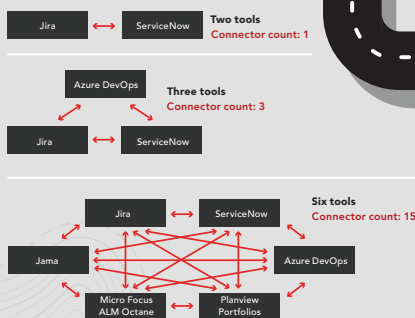 Jira
ServiceNow
Two tools
Connector count: 1
Azure DevOps
Three tools
Connector count: 3
Jira
ServiceNow
Six tools
Connector count: 15
Jira
ServiceNow
Jama
Azure DevOps
Micro Focus
ALM Octane
Planview
Portfolios